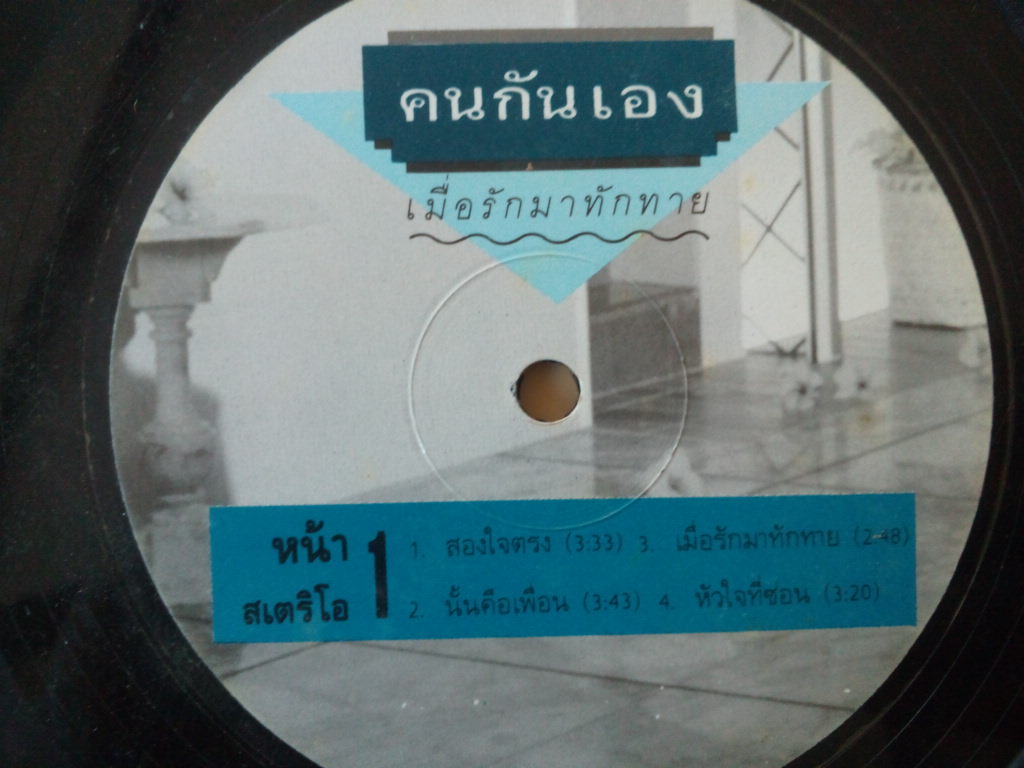 คนกันเอง
เมื่อรักมาทักทาย
หน้า 1
สเตริโอ
1. สองใจตรง (3:33) 3. เมื่อรักมาทักทาย (2:48)
2. นั้นคือเพื่อน (3:43) 4. หัวใจที่ซ่อน (3:20)